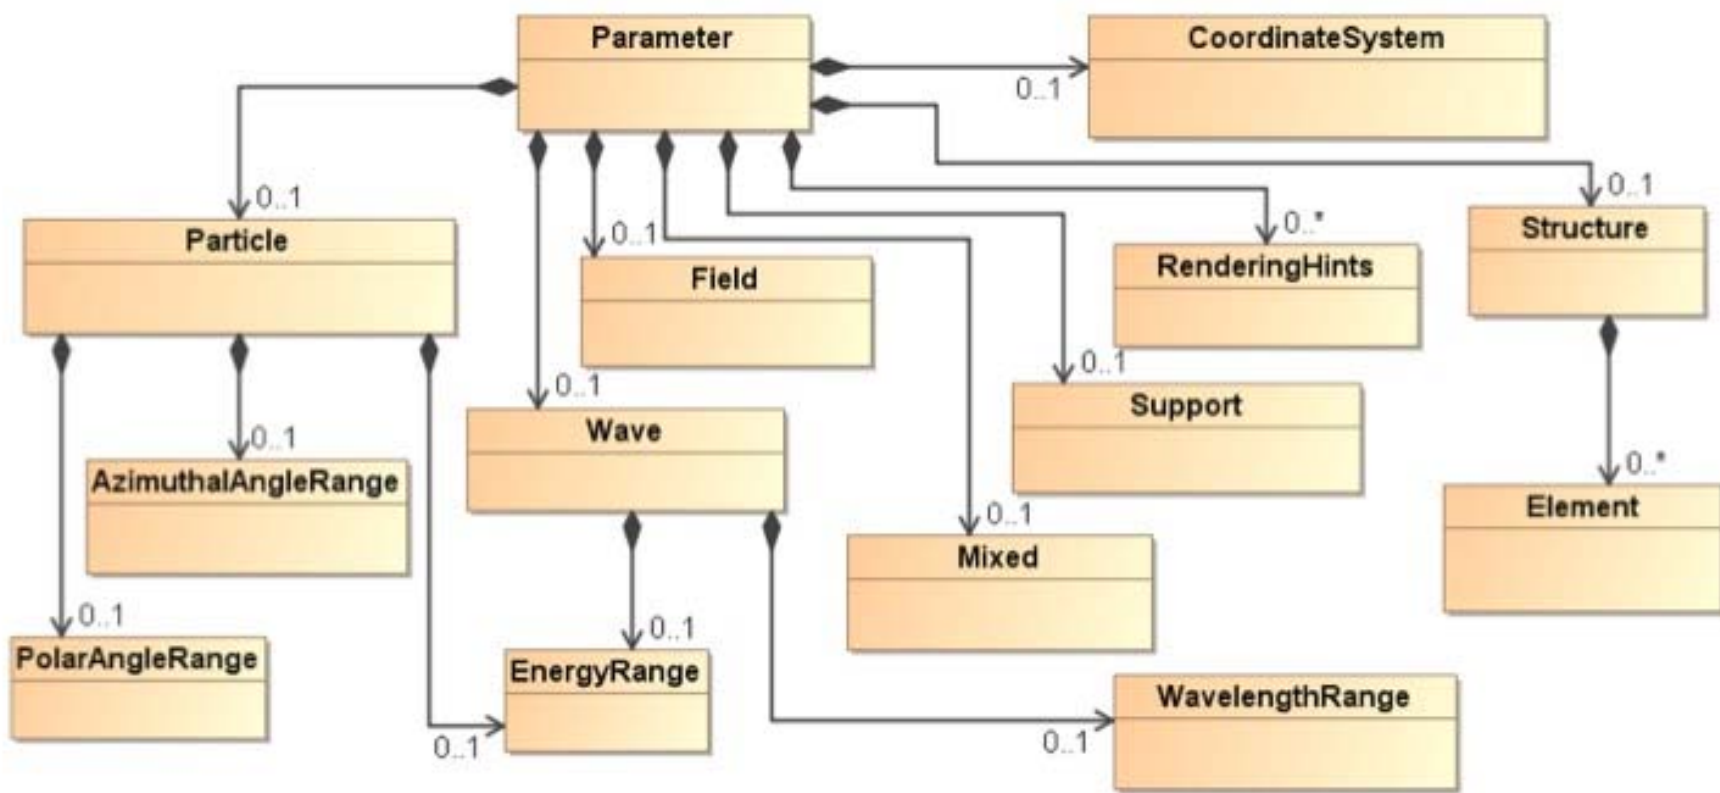 Parameter
CoordinateSystem
0..1
0..1
0..1
Particle
0..1
Field
0..*
RenderingHints
Structure
0..1
Wave
0..1
Support
0..1
AzimuthalAngleRange
0..*
Element
0..1
Mixed
0..1
PolarAngleRange
0..1
EnergyRange
0..1
0..1
WavelengthRange